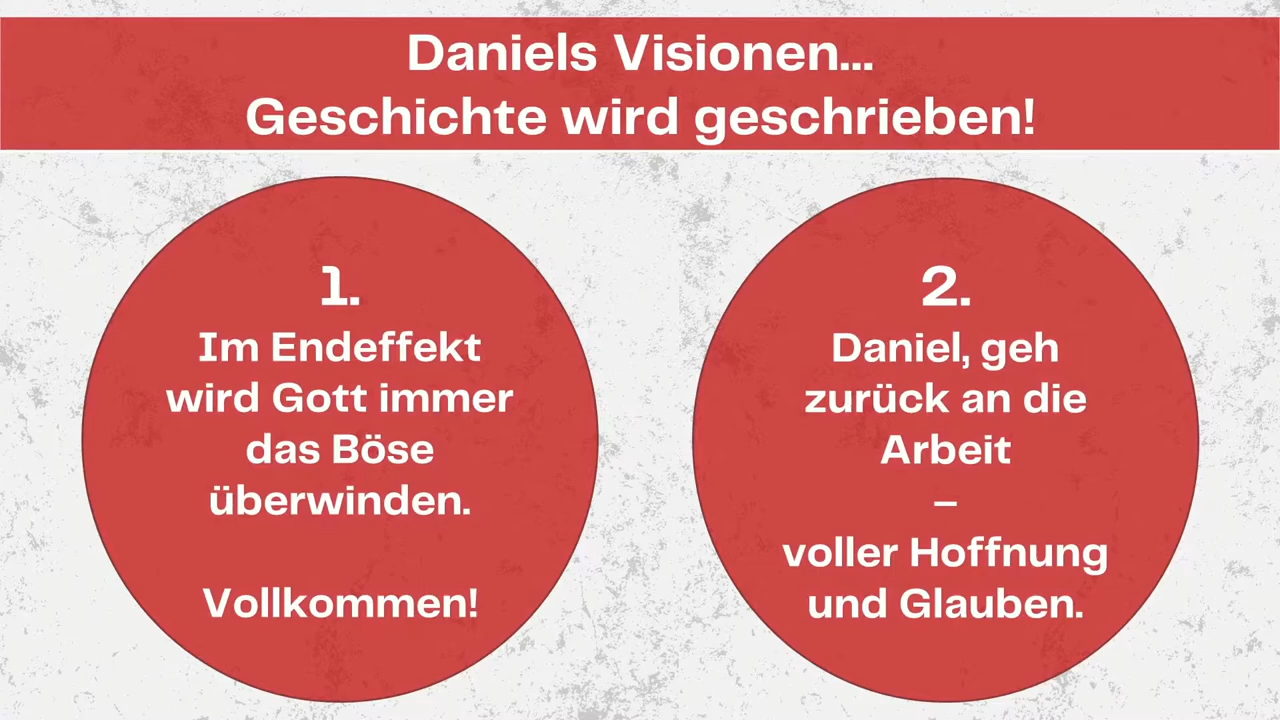 Daniels Visionen...
Geschichte wird geschrieben!
1.
Im Endeffekt
wird Gott immer
das Böse
überwinden.
Vollkommen!
2.
Daniel, geh
zurück an die
Arbeit
–
voller Hoffnung
und Glauben.